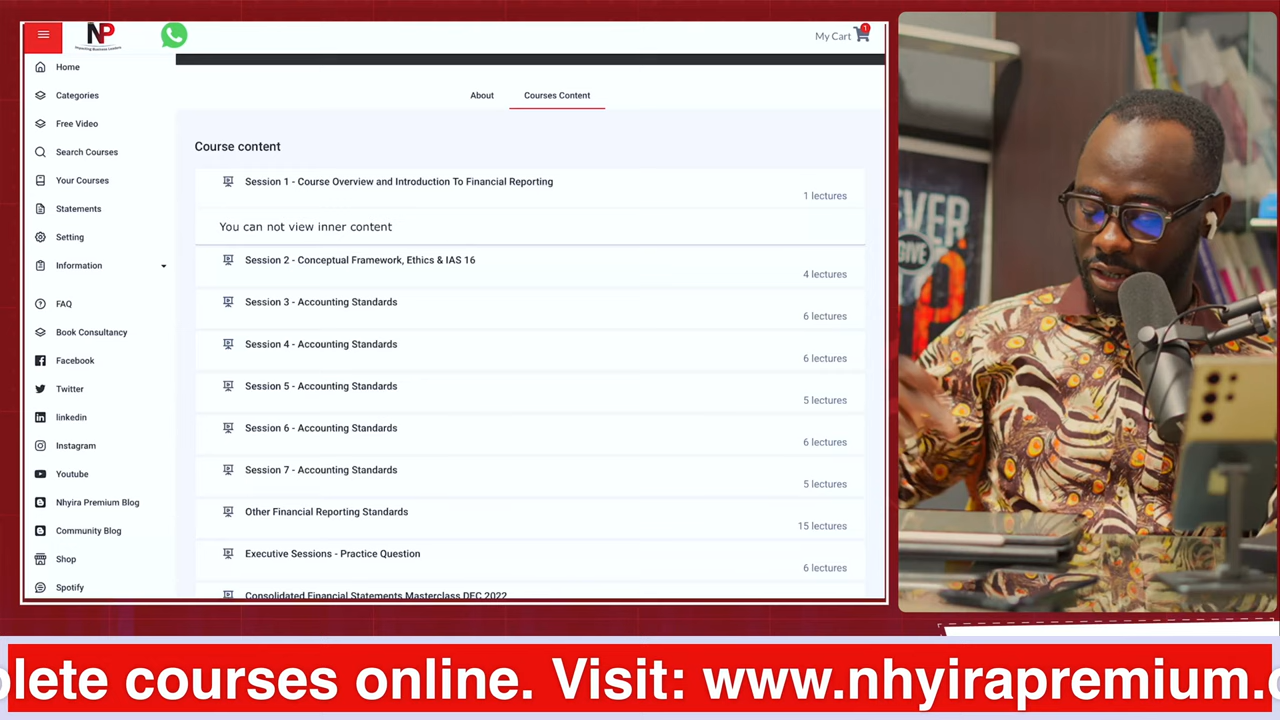 NP
My Cart 1
Home
Categories
Free Video
Search Courses
Your Courses
Statements
Setting
Information
FAQ
Book Consultancy
Facebook
Twitter
linkedin
Instagram
Youtube
Nhyira Premium Blog
Community Blog
Shop
Spotify
About Courses Content
Course content
Session 1 - Course Overview and Introduction To Financial Reporting
1 lectures
You can not view inner content
Session 2 - Conceptual Framework, Ethics & IAS 16
4 lectures
Session 3 - Accounting Standards
6 lectures
Session 4 - Accounting Standards
6 lectures
Session 5 - Accounting Standards
5 lectures
Session 6 - Accounting Standards
6 lectures
Session 7 - Accounting Standards
5 lectures
Other Financial Reporting Standards
15 lectures
Executive Sessions - Practice Question
6 lectures
Consolidated Financial Statements Masterclass DEC 2022
GIVE
plete courses online. Visit: www.nhyirapremium.c